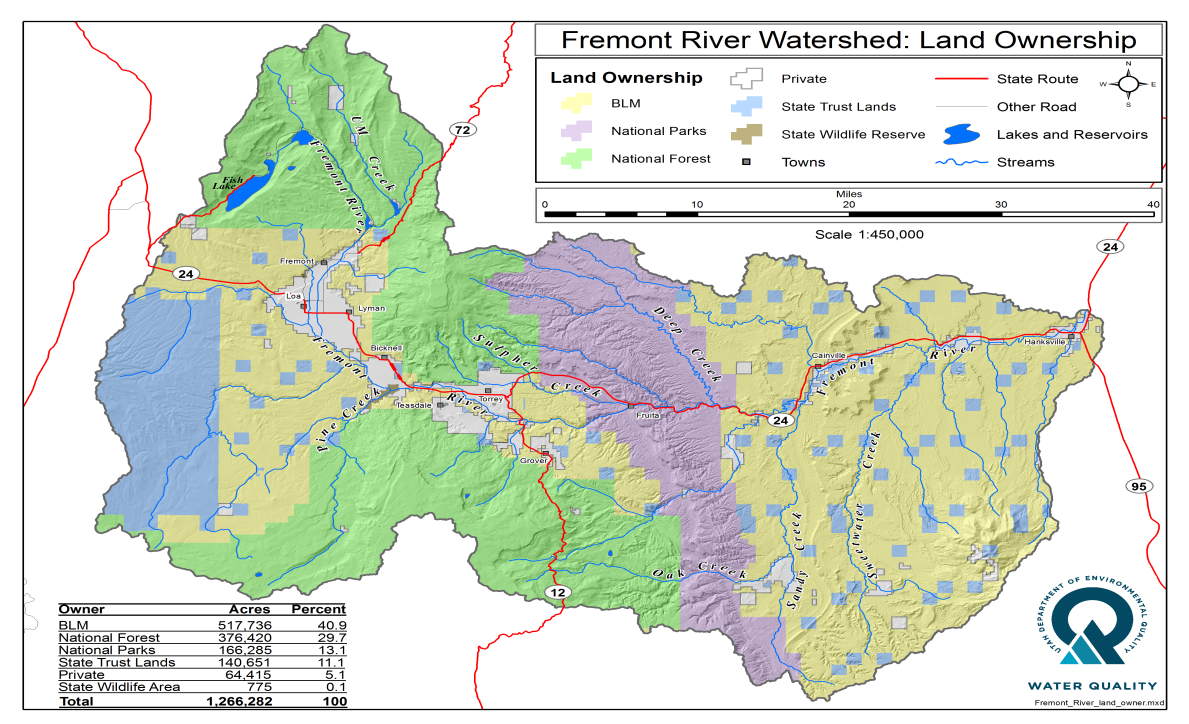 Fremont River Watershed: Land Ownership
Land Ownership
BLM
National Parks
National Forest
Private
State Trust Lands
State Wildlife Reserve
Towns
State Route
Other Road
Lakes and Reservoirs
Streams
N
W E
S
Miles
0 10 20 30 40
Scale 1:450,000
72
UM Creek
Fremont River
Fish Lake
24
24
Fremont
Loa
Lyman
Deep Creek
Sulpher Creek
Bicknell
Fremont River
Cainville
Fremont River
Hanksville
Pine Creek
Teasdale
Torrey
Fruita
24
Grover
Sweetwater Creek
95
Sandy Creek
Oak Creek
12
Owner Acres Percent
BLM 517,736 40.9
National Forest 376,420 29.7
National Parks 166,285 13.1
State Trust Lands 140,651 11.1
Private 64,415 5.1
State Wildlife Area 775 0.1
Total 1,266,282 100
UTAH DEPARTMENT OF ENVIRONMENTAL QUALITY
WATER QUALITY
Fremont_River_land_owner.mxd